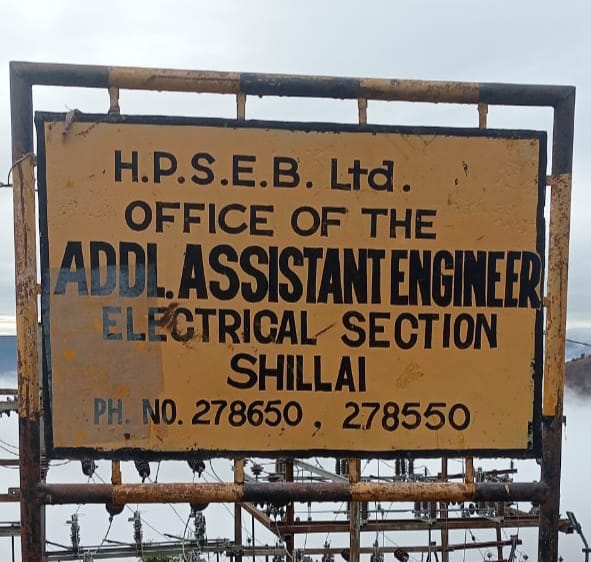 H.P.S.E.B. Ltd.
OFFICE OF THE
ADDL. ASSISTANT ENGINEER
ELECTRICAL SECTION
SHILLAI
PH. NO. 278650 , 278550